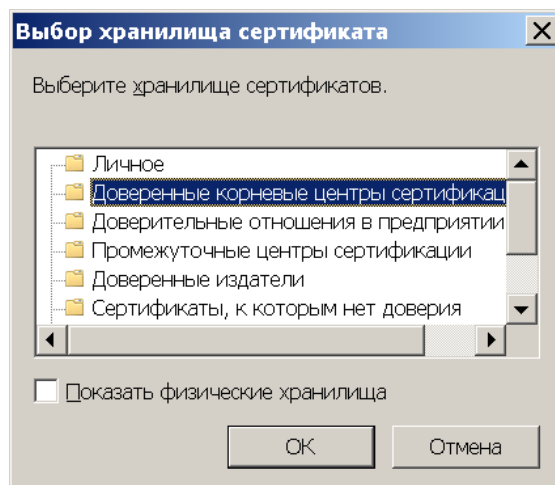 Выбор хранилища сертификата
Выберите хранилище сертификатов.
Личное
Доверенные корневые центры сертификац
Доверительные отношения в предприятии
Промежуточные центры сертификации
Доверенные издатели
Сертификаты, к которым нет доверия
Показать физические хранилища
OK
Отмена